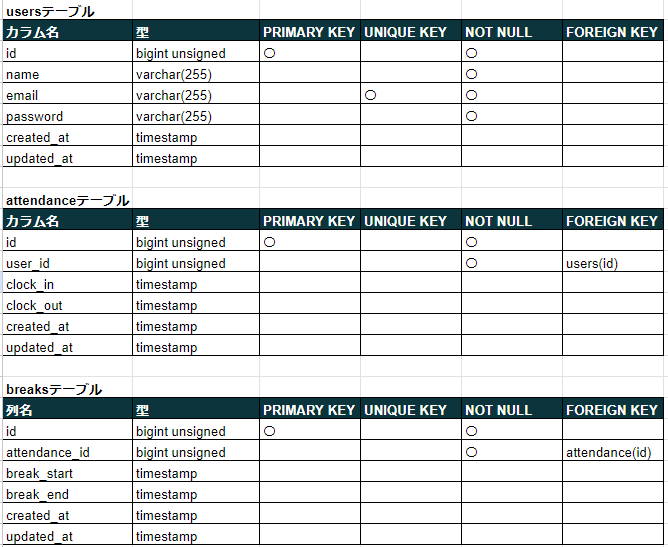 usersテーブル
カラム名 型 PRIMARY KEY UNIQUE KEY NOT NULL FOREIGN KEY
id bigint unsigned ○ ○
name varchar(255) ○
email varchar(255) ○ ○
password varchar(255) ○
created_at timestamp
updated_at timestamp
attendanceテーブル
カラム名 型 PRIMARY KEY UNIQUE KEY NOT NULL FOREIGN KEY
id bigint unsigned ○ ○
user_id bigint unsigned ○ users(id)
clock_in timestamp
clock_out timestamp
created_at timestamp
updated_at timestamp
breaksテーブル
列名 型 PRIMARY KEY UNIQUE KEY NOT NULL FOREIGN KEY
id bigint unsigned ○ ○
attendance_id bigint unsigned ○ attendance(id)
break_start timestamp
break_end timestamp
created_at timestamp
updated_at timestamp